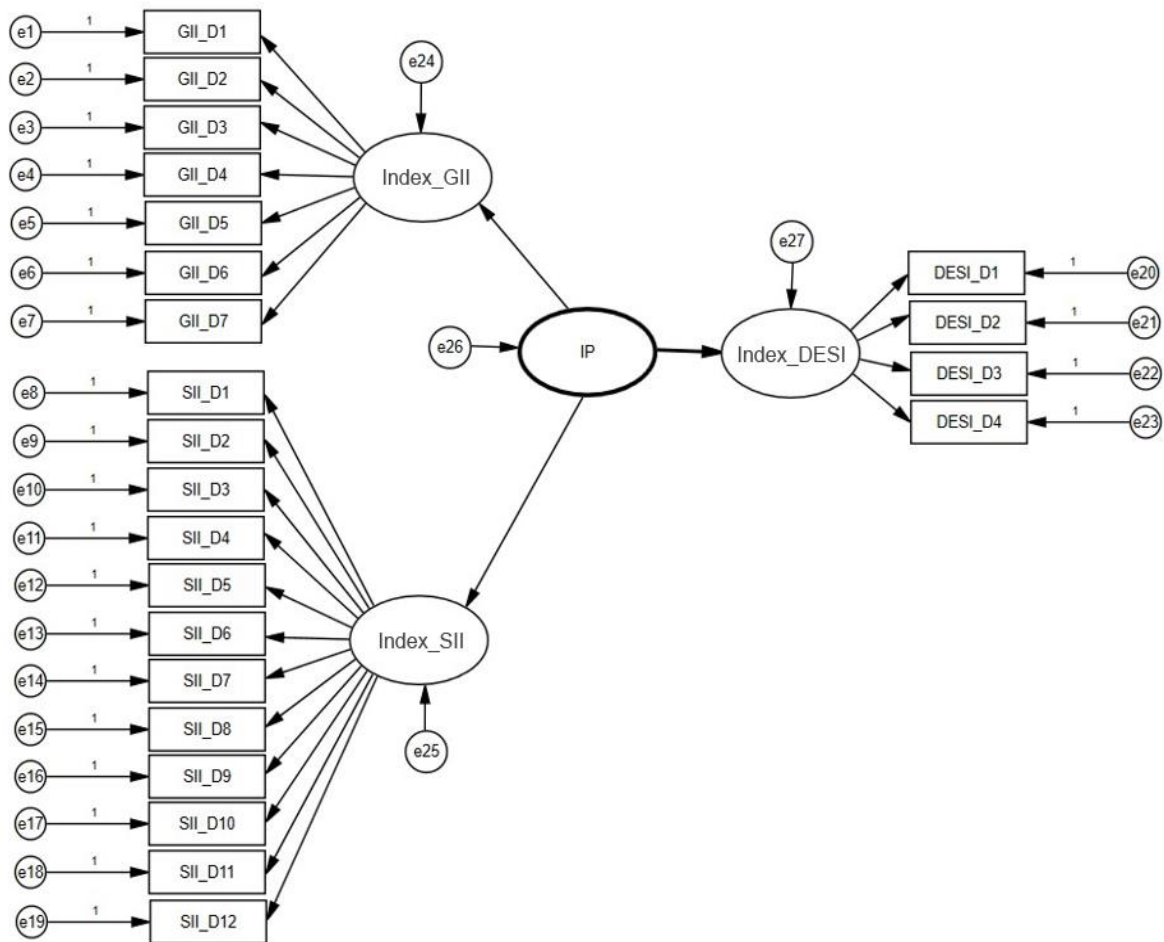 e1 1 GII_D1
e2 1 GII_D2
e3 1 GII_D3
e4 1 GII_D4
e5 1 GII_D5
e6 1 GII_D6
e7 1 GII_D7
e24
Index_GII
e26
IP
e27
Index_DESI
DESI_D1 1 e20
DESI_D2 1 e21
DESI_D3 1 e22
DESI_D4 1 e23
e8 1 SII_D1
e9 1 SII_D2
e10 1 SII_D3
e11 1 SII_D4
e12 1 SII_D5
e13 1 SII_D6
e14 1 SII_D7
e15 1 SII_D8
e16 1 SII_D9
e17 1 SII_D10
e18 1 SII_D11
e19 1 SII_D12
Index_SII
e25